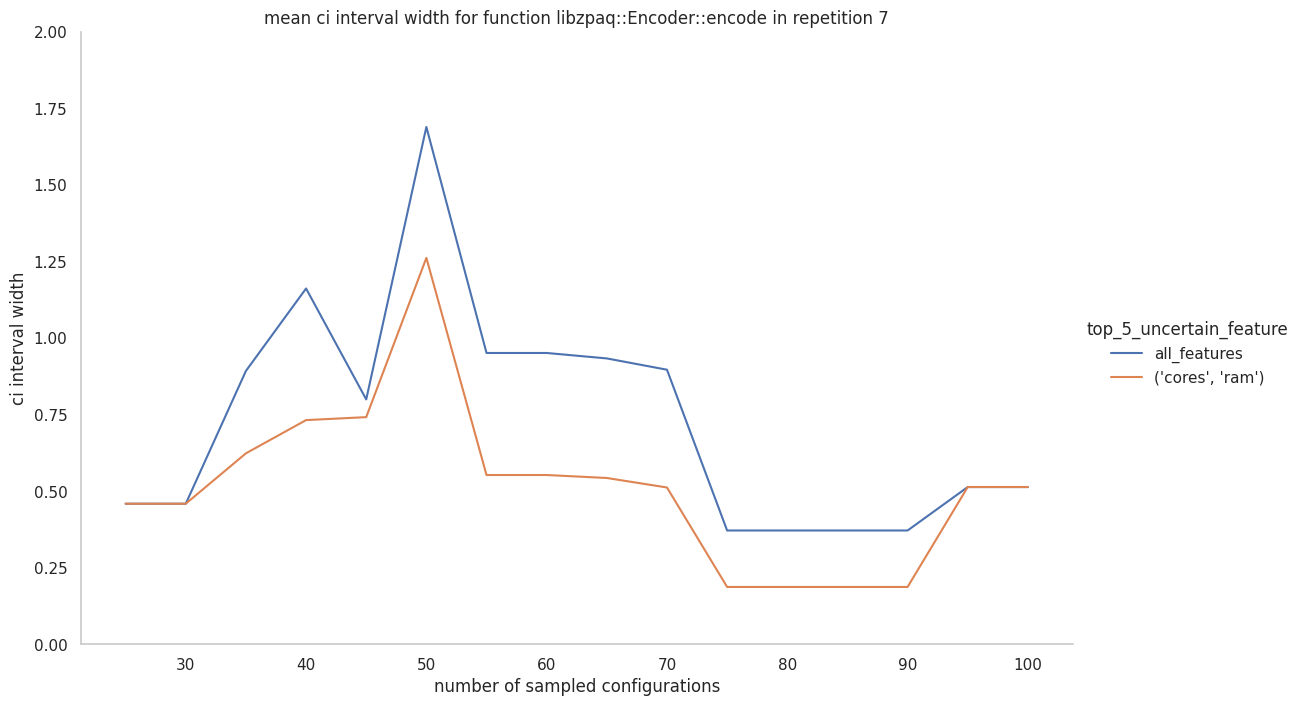 mean ci interval width for function libzpaq::Encoder::encode in repetition 7
2.00
1.75
1.50
1.25
1.00
0.75
0.50
0.25
0.00
ci interval width
30 40 50 60 70 80 90 100
number of sampled configurations
top_5_uncertain_feature
all_features
('cores', 'ram')